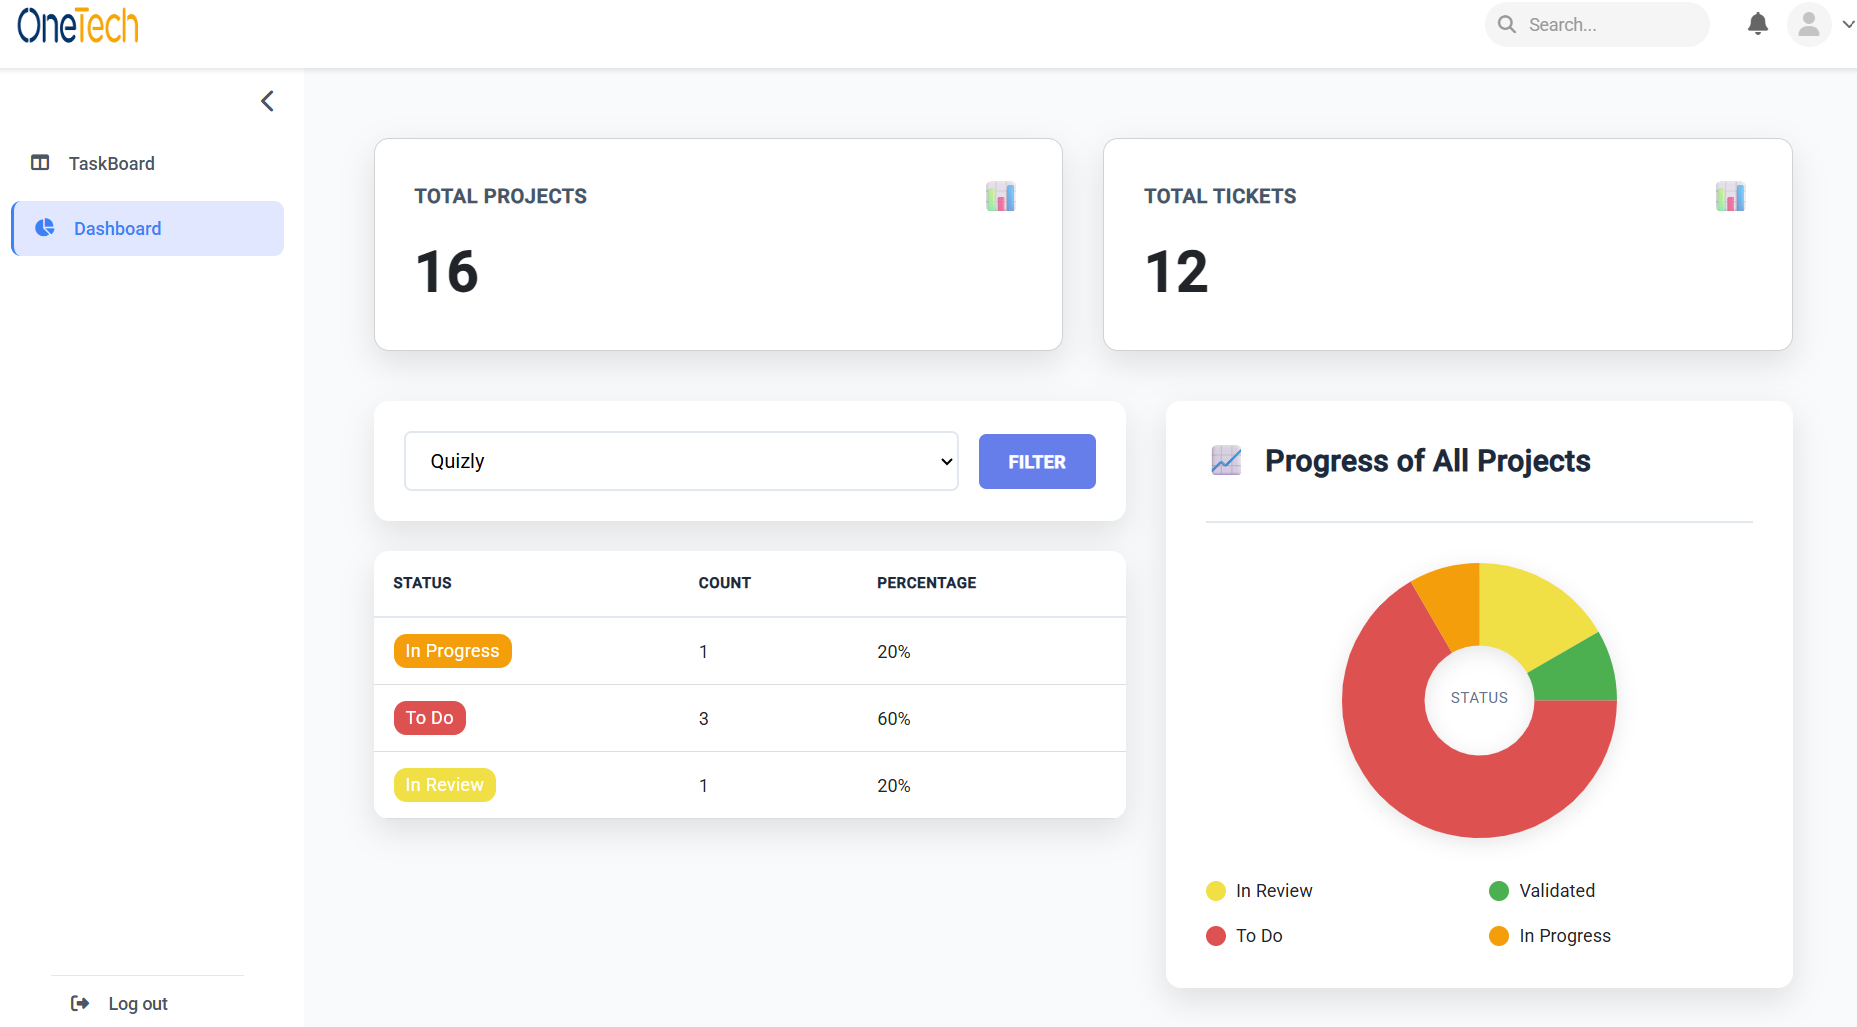 OneTech
Search...
TaskBoard
Dashboard
TOTAL PROJECTS
16
TOTAL TICKETS
12
Quizly
FILTER
STATUS COUNT PERCENTAGE
In Progress 1 20%
To Do 3 60%
In Review 1 20%
Progress of All Projects
STATUS
In Review
Validated
To Do
In Progress
Log out